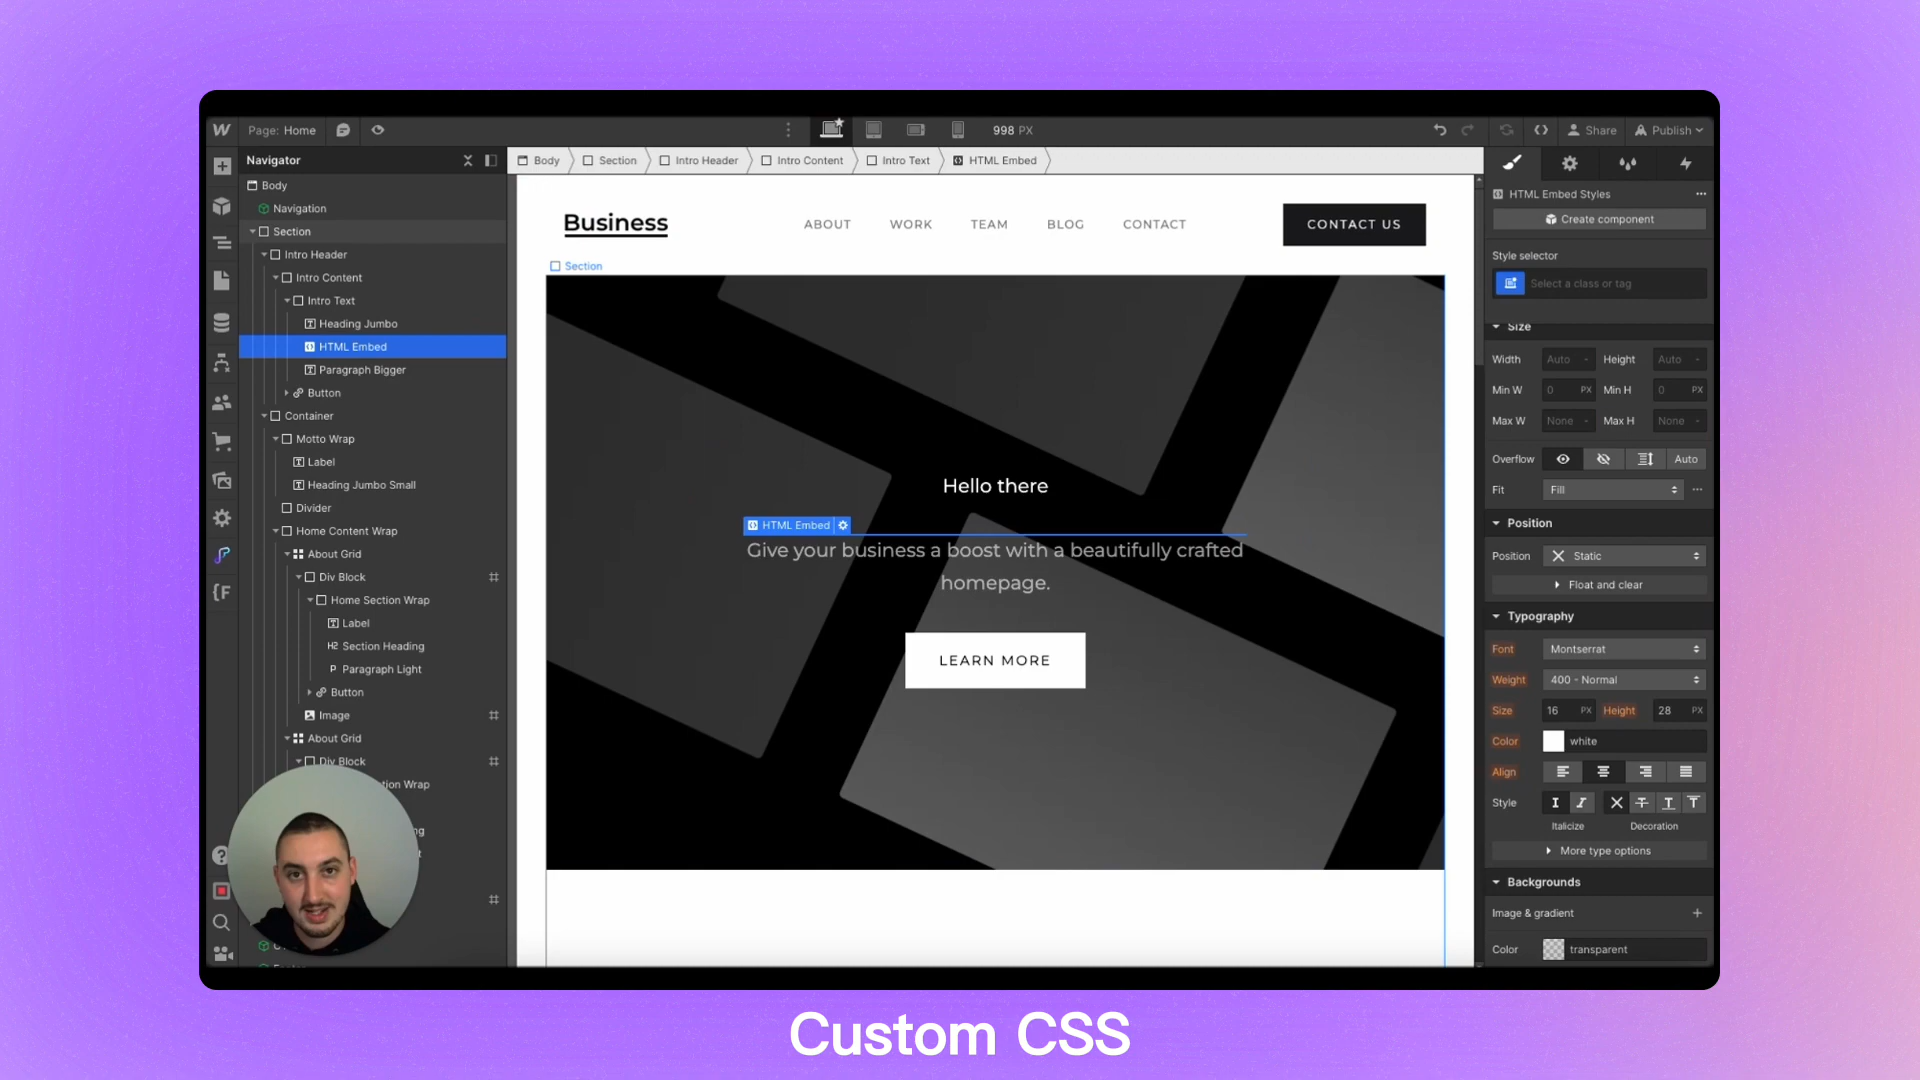 Page: Home
998 PX
Share
Publish
Navigator
Body
Section
Intro Header
Intro Content
Intro Text
HTML Embed
Body
Navigation
Section
Intro Header
Intro Content
Intro Text
Heading Jumbo
HTML Embed
Paragraph Bigger
Button
Container
Motto Wrap
Label
Heading Jumbo Small
Divider
Home Content Wrap
About Grid
Div Block
Home Section Wrap
Label
H2 Section Heading
P Paragraph Light
Button
Image
About Grid
Div Block
Business
ABOUT
WORK
TEAM
BLOG
CONTACT
CONTACT US
Section
Hello there
HTML Embed
Give your business a boost with a beautifully crafted
homepage.
LEARN MORE
HTML Embed Styles
Create component
Style selector
Select a class or tag
Size
Width Auto - Height Auto -
Min W 0 PX Min H 0 PX
Max W None - Max H None -
Overflow Auto
Fit Fill
Position
Position Static
Float and clear
Typography
Font Montserrat
Weight 400 - Normal
Size 16 PX Height 28 PX
Color white
Align
Style
Italicize Decoration
More type options
Backgrounds
Image & gradient
Color transparent
Custom CSS